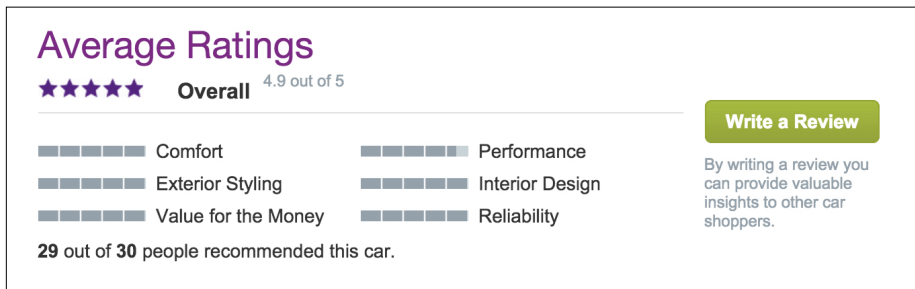 Average Ratings
Overall 4.9 out of 5
Comfort
Performance
Exterior Styling
Interior Design
Value for the Money
Reliability
29 out of 30 people recommended this car.
Write a Review
By writing a review you
can provide valuable
insights to other car
shoppers.